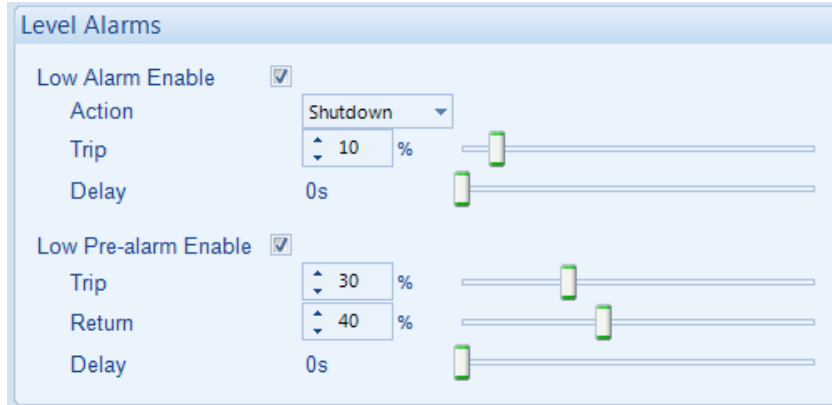 Level Alarms
Low Alarm Enable
Action Shutdown
Trip 10 %
Delay 0s
Low Pre-alarm Enable
Trip 30 %
Return 40 %
Delay 0s